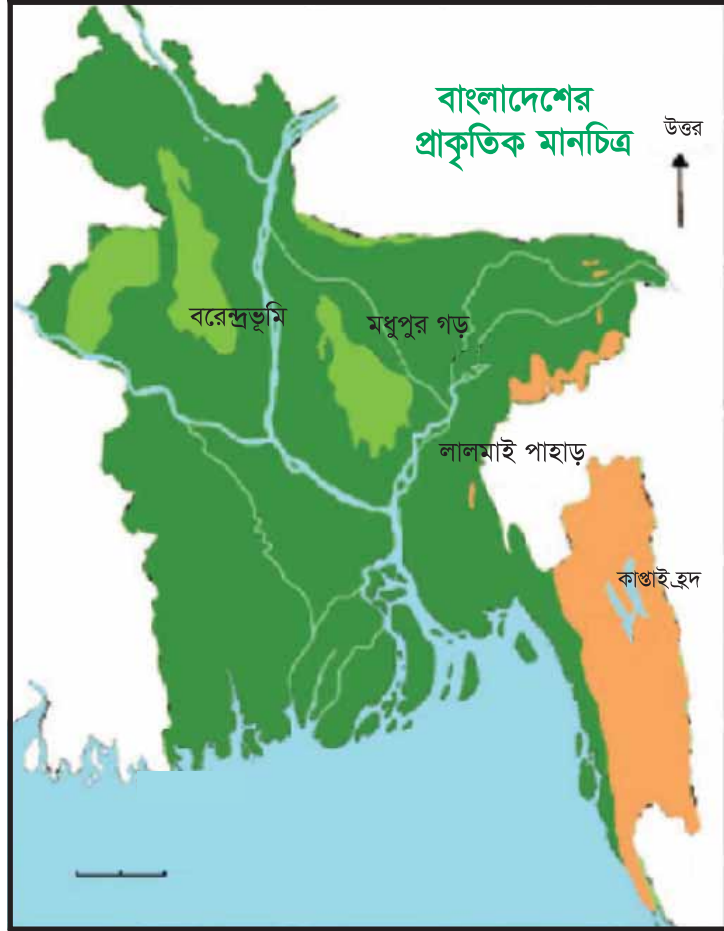 বাংলাদেশের
প্রাকৃতিক মানচিত্র
উত্তর
বরেন্দ্রভূমি
মধুপুর গড়
লালমাই পাহাড়
কাপ্তাই হ্রদ